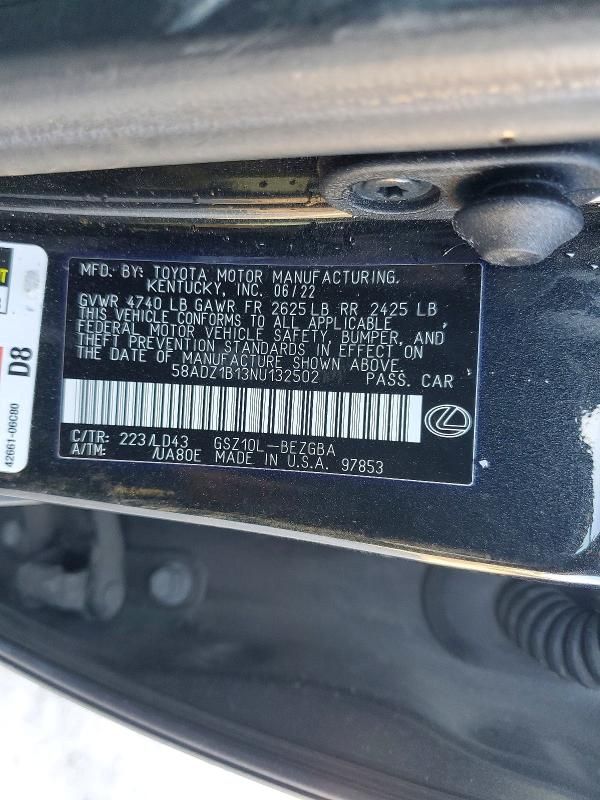 MFD. BY: TOYOTA MOTOR MANUFACTURING,
KENTUCKY, INC. 06/22
GVWR 4740 LB GAWR FR 2625 LB RR 2425 LB
THIS VEHICLE CONFORMS TO ALL APPLICABLE
FEDERAL MOTOR VEHICLE SAFETY, BUMPER, AND
THEFT PREVENTION STANDARDS IN EFFECT ON
THE DATE OF MANUFACTURE SHOWN ABOVE.
58ADZ1B13NU132502 PASS. CAR
C/TR: 223/LD43 GSZ10L-BEZGBA
A/TM: /UA80E MADE IN U.S.A. 97853
D8
42661-06C80